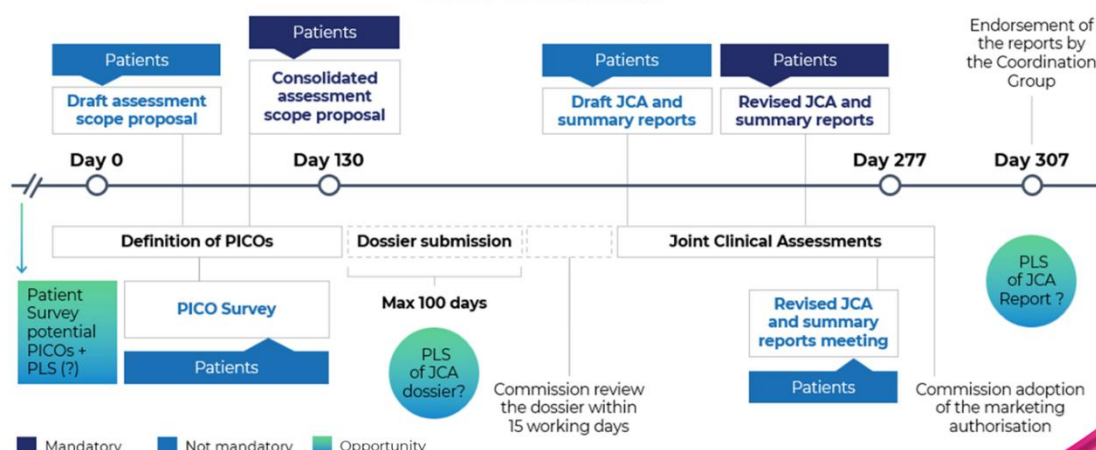 Patients
Draft assessment
scope proposal
Patients
Consolidated
assessment
scope proposal
Patients
Draft JCA and
summary reports
Patients
Revised JCA and
summary reports
Endorsement of
the reports by
the Coordination
Group
Day 0
Day 130
Day 277
Day 307
Definition of PICOs
Dossier submission
Joint Clinical Assessments
Patient
Survey
potential
PICOs +
PLS (?)
PICO Survey
Patients
Max 100 days
PLS
of JCA
dossier?
Commission review
the dossier within
15 working days
Revised JCA
and summary
reports meeting
Patients
Commission adoption
of the marketing
authorisation
PLS
of JCA
Report ?
Mandatory
Not mandatory
Opportunity